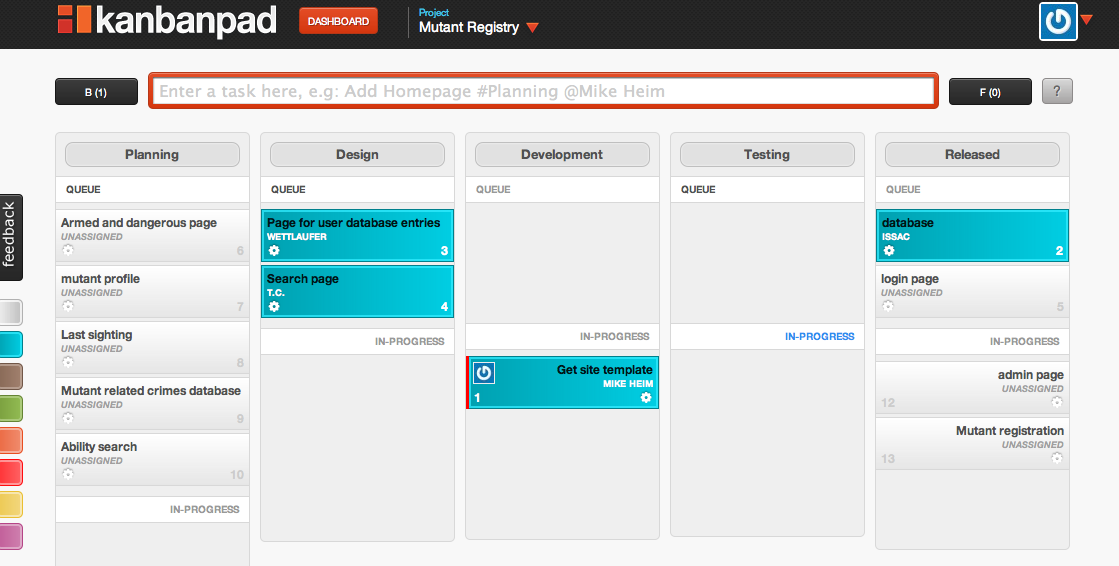 kanbanpad
DASHBOARD
Project
Mutant Registry
B (1)
Enter a task here, e.g: Add Homepage #Planning @Mike Heim
F (0)
?
feedback
Planning
QUEUE
Armed and dangerous page
UNASSIGNED
6
mutant profile
UNASSIGNED
7
Last sighting
UNASSIGNED
8
Mutant related crimes database
UNASSIGNED
9
Ability search
UNASSIGNED
10
IN-PROGRESS
Design
QUEUE
Page for user database entries
WETTLAUFER
3
Search page
T.C.
4
IN-PROGRESS
Development
QUEUE
IN-PROGRESS
Get site template
MIKE HEIM
1
Testing
QUEUE
IN-PROGRESS
Released
QUEUE
database
ISSAC
2
login page
UNASSIGNED
5
IN-PROGRESS
admin page
UNASSIGNED
12
Mutant registration
UNASSIGNED
13